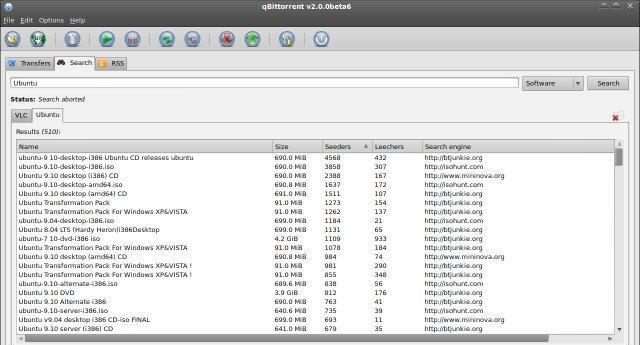 qBittorrent v2.0.0beta6
File Edit Options Help
Transfers Search RSS
Ubuntu Software Search
Status: Search aborted
VLC Ubuntu
Results (510):
Name Size Seeders Leechers Search engine
ubuntu-9 10-desktop-i386 Ubuntu CD releases ubuntu 690.0 MiB 4568 432 http://btjunkie.org
ubuntu-9.10-desktop-i386.iso 690.0 MiB 3858 307 http://isohunt.com
Ubuntu 9.10 desktop (i386) CD 690.0 MiB 2388 167 http://www.mininova.org
ubuntu-9.10-desktop-amd64.iso 690.8 MiB 1637 172 http://isohunt.com
Ubuntu 9.10 desktop (amd64) CD 691.0 MiB 1511 107 http://btjunkie.org
Ubuntu Transformation Pack 91.0 MiB 1273 154 http://btjunkie.org
Ubuntu Transformation Pack For Windows XP&VISTA 91.0 MiB 1262 137 http://btjunkie.org
ubuntu-9.04-desktop-i386.iso 699.0 MiB 1184 21 http://isohunt.com
Ubuntu 8.04 LTS (Hardy Heron)i386Desktop 699.0 MiB 1131 65 http://btjunkie.org
ubuntu-7 10-dvd-i386 iso 4.2 GiB 1109 933 http://btjunkie.org
Ubuntu Transformation Pack For Windows XP&VISTA 91.0 MiB 1078 184 http://btjunkie.org
Ubuntu 9.10 desktop (amd64) CD 690.8 MiB 984 74 http://www.mininova.org
Ubuntu Transformation Pack For Windows XP&VISTA ! 91.0 MiB 981 290 http://btjunkie.org
Ubuntu Transformation Pack For Windows XP&VISTA ! 91.0 MiB 855 348 http://btjunkie.org
ubuntu-9.10-alternate-i386.iso 689.6 MiB 838 56 http://isohunt.com
Ubuntu 9.10 DVD 3.9 GiB 812 176 http://btjunkie.org
Ubuntu 9.10 Alternate i386 690.0 MiB 763 41 http://btjunkie.org
ubuntu-9.10-server-i386.iso 640.6 MiB 735 39 http://isohunt.com
Ubuntu v9.04 desktop i386 CD-iso FINAL 699.0 MiB 693 11 http://www.mininova.org
Ubuntu 9.10 server (i386) CD 641.0 MiB 679 35 http://btjunkie.org